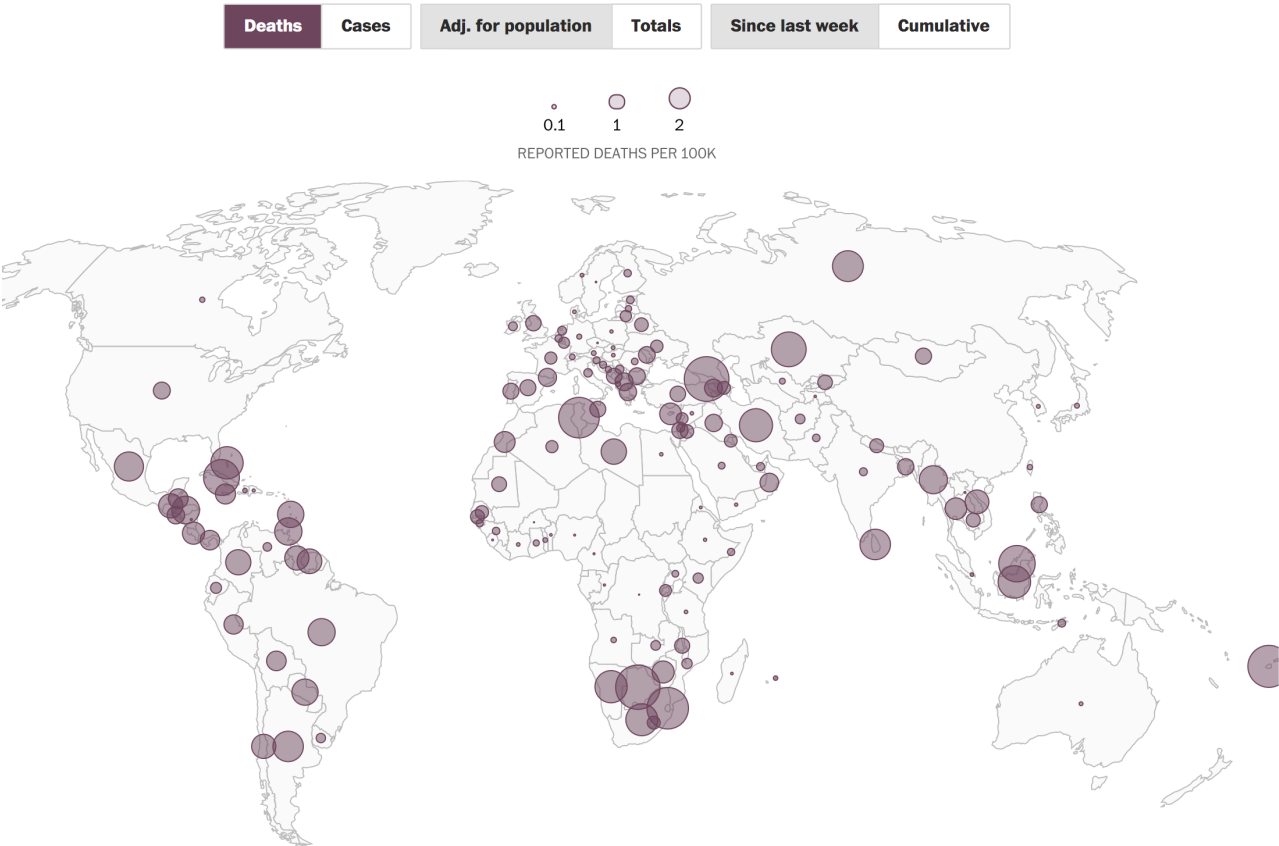 Deaths Cases Adj. for population Totals Since last week Cumulative
0.1 1 2
REPORTED DEATHS PER 100K